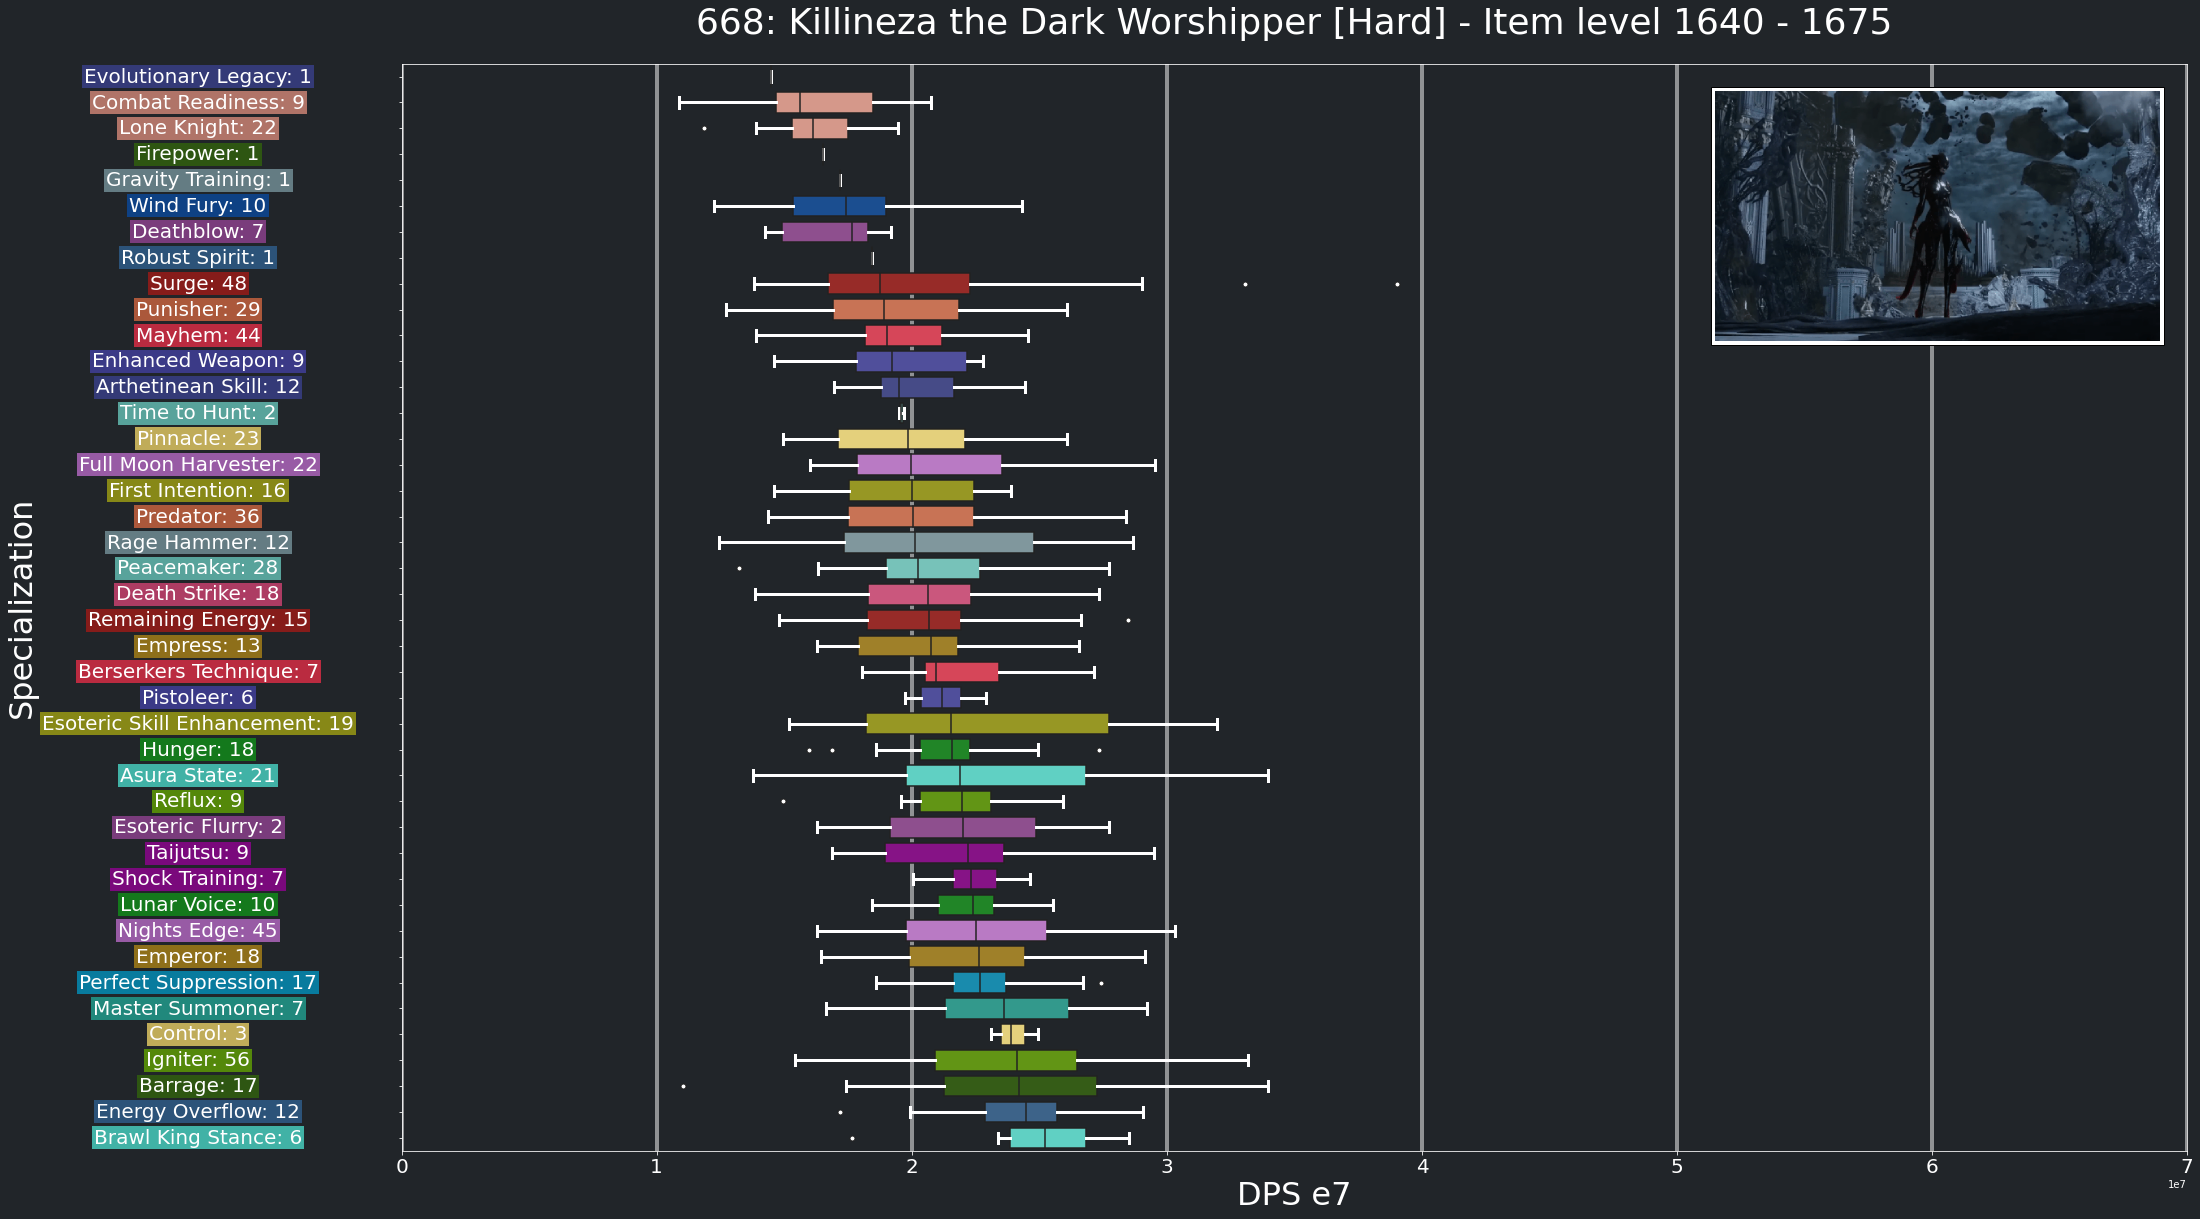 668: Killineza the Dark Worshipper [Hard] - Item level 1640 - 1675
Specialization
Evolutionary Legacy: 1
Combat Readiness: 9
Lone Knight: 22
Firepower: 1
Gravity Training: 1
Wind Fury: 10
Deathblow: 7
Robust Spirit: 1
Surge: 48
Punisher: 29
Mayhem: 44
Enhanced Weapon: 9
Arthetinean Skill: 12
Time to Hunt: 2
Pinnacle: 23
Full Moon Harvester: 22
First Intention: 16
Predator: 36
Rage Hammer: 12
Peacemaker: 28
Death Strike: 18
Remaining Energy: 15
Empress: 13
Berserkers Technique: 7
Pistoleer: 6
Esoteric Skill Enhancement: 19
Hunger: 18
Asura State: 21
Reflux: 9
Esoteric Flurry: 2
Taijutsu: 9
Shock Training: 7
Lunar Voice: 10
Nights Edge: 45
Emperor: 18
Perfect Suppression: 17
Master Summoner: 7
Control: 3
Igniter: 56
Barrage: 17
Energy Overflow: 12
Brawl King Stance: 6
0 1 2 3 4 5 6 7
1e7
DPS e7